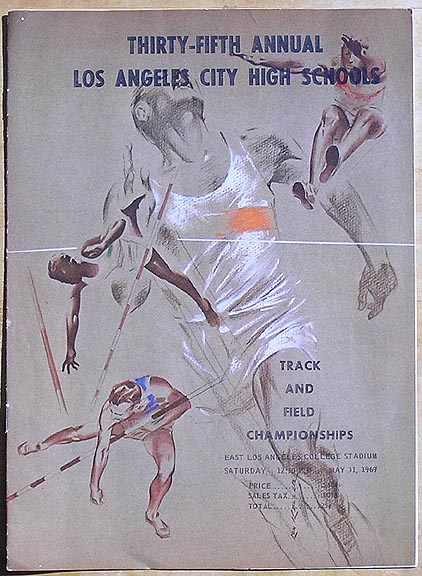 THIRTY-FIFTH ANNUAL
LOS ANGELES CITY HIGH SCHOOLS
TRACK
AND
FIELD
CHAMPIONSHIPS
EAST LOS ANGELES COLLEGE STADIUM
SATURDAY, MAY 31, 1969
PRICE
SALES TAX
TOTAL